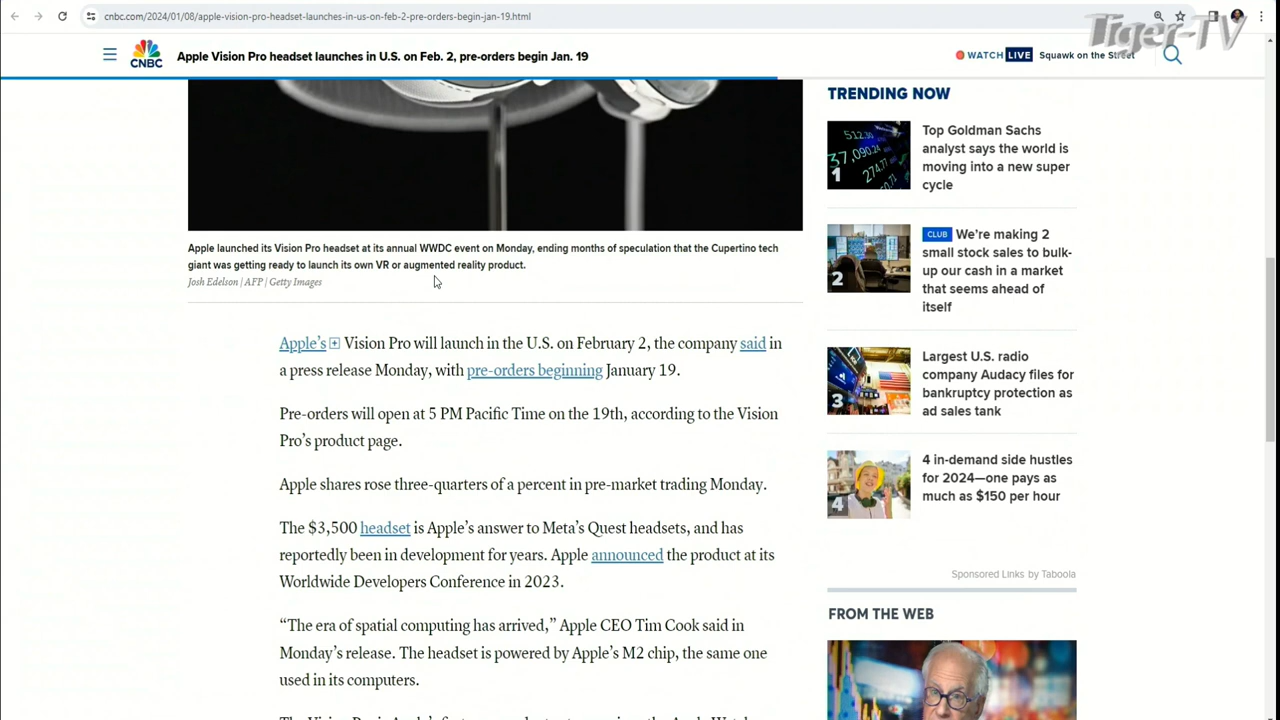 cnbc.com/2024/01/08/apple-vision-pro-headset-launches-in-us-on-feb-2-pre-orders-begin-jan-19.html
Tiger-TV
CNBC
Apple Vision Pro headset launches in U.S. on Feb. 2, pre-orders begin Jan. 19
WATCH LIVE Squawk on the Street
Apple launched its Vision Pro headset at its annual WWDC event on Monday, ending months of speculation that the Cupertino tech
giant was getting ready to launch its own VR or augmented reality product.
Josh Edelson | AFP | Getty Images
Apple's + Vision Pro will launch in the U.S. on February 2, the company said in
a press release Monday, with pre-orders beginning January 19.
Pre-orders will open at 5 PM Pacific Time on the 19th, according to the Vision
Pro's product page.
Apple shares rose three-quarters of a percent in pre-market trading Monday.
The $3,500 headset is Apple's answer to Meta's Quest headsets, and has
reportedly been in development for years. Apple announced the product at its
Worldwide Developers Conference in 2023.
“The era of spatial computing has arrived,” Apple CEO Tim Cook said in
Monday's release. The headset is powered by Apple's M2 chip, the same one
used in its computers.
TRENDING NOW
512.30
37,090.24
274.77
1
Top Goldman Sachs
analyst says the world is
moving into a new super
cycle
2
CLUB We're making 2
small stock sales to bulk-
up our cash in a market
that seems ahead of
itself
3
Largest U.S. radio
company Audacy files for
bankruptcy protection as
ad sales tank
4
4 in-demand side hustles
for 2024—one pays as
much as $150 per hour
Sponsored Links by Taboola
FROM THE WEB